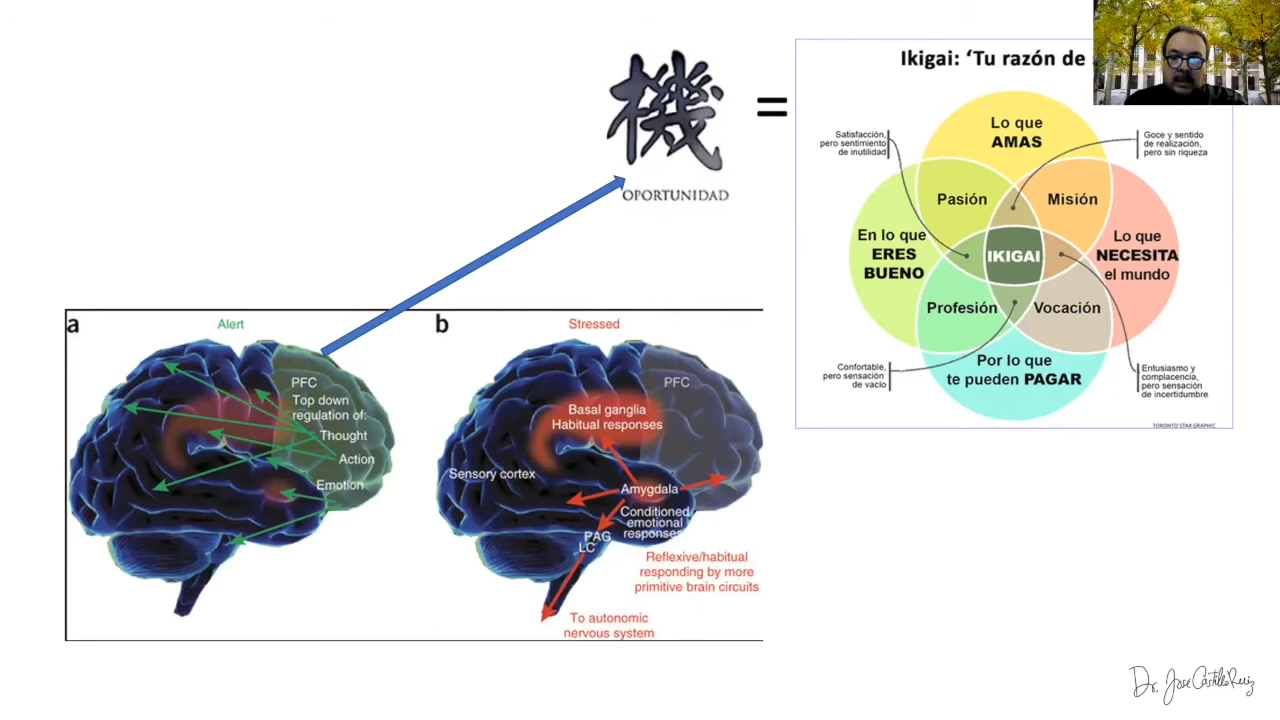 機
OPORTUNIDAD
=
Ikigai: ‘Tu razón de
Lo que
AMAS
Satisfacción,
pero sentimiento
de inutilidad
Goce y sentido
de realización,
pero sin riqueza
Pasión
Misión
En lo que
ERES
BUENO
IKIGAI
Lo que
NECESITA
el mundo
Profesión
Vocación
Por lo que
te pueden PAGAR
Confortable,
pero sensación
de vacío
Entusiasmo y
complacencia,
pero sensación
de incertidumbre
TORONTO STAR GRAPHIC
a
Alert
PFC
Top down
regulation of:
Thought
Action
Emotion
b
Stressed
PFC
Basal ganglia
Habitual responses
Sensory cortex
Amygdala
Conditioned
emotional
responses
PAG
LC
Reflexive/habitual
responding by more
primitive brain circuits
To autonomic
nervous system
Dr. Jose Castillo Ruiz